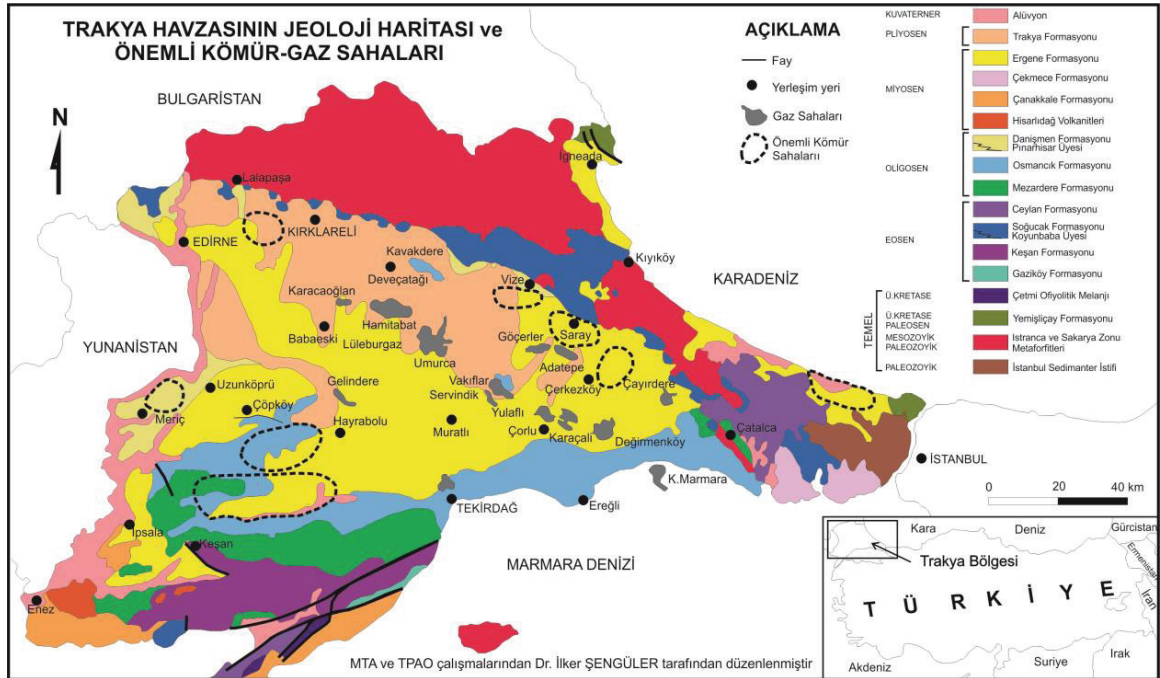 TRAKYA HAVZASININ JEOLOJİ HARİTASI ve
ÖNEMLİ KÖMÜR-GAZ SAHALARI
N
BULGARİSTAN
YUNANİSTAN
KARADENİZ
MARMARA DENİZİ
AÇIKLAMA
Fay
Yerleşim yeri
Gaz Sahaları
Önemli Kömür
Sahalarıı
KUVATERNER
Alüvyon
PLİYOSEN
Trakya Formasyonu
MİYOSEN
Ergene Formasyonu
Çekmece Formasyonu
Çanakkale Formasyonu
Hisarlıdağ Volkanitleri
OLİGOSEN
Danişmen Formasyonu
Pınarhisar Üyesi
Osmancık Formasyonu
Mezardere Formasyonu
EOSEN
Ceylan Formasyonu
Soğucak Formasyonu
Koyunbaba Üyesi
Keşan Formasyonu
Gaziköy Formasyonu
TEMEL
Ü.KRETASE
Çetmi Ofiyolitik Melanjı
Ü.KRETASE
PALEOSEN
Yemişliçay Formasyonu
MESOZOYİK
PALEOZOYİK
Istranca ve Sakarya Zonu
Metaforfitleri
PALEOZOYİK
İstanbul Sedimanter İstifi
İgneada
Lalapaşa
KIRKLARELİ
EDİRNE
Kavakdere
Deveçatağı
Kıyıköy
Vize
Karacaoğlan
Hamitabat
Babaeski
Lüleburgaz
Umurca
Göçerler
Saray
Adatepe
Çerkezköy
Çayırdere
Gelindere
Vakıflar
Servindik
Yulaflı
Uzunköprü
Çöpköy
Meriç
Hayrabolu
Muratlı
Çorlu
Karaçali
Değirmenköy
Çatalca
İSTANBUL
K.Marmara
TEKİRDAĞ
Ereğli
İpsala
Keşan
Enez
0 20 40 km
Kara Deniz
Gürcistan
Ermenistan
İran
Trakya Bölgesi
TÜRKİYE
Akdeniz
Suriye
Irak
MTA ve TPAO çalışmalarından Dr. İlker ŞENGÜLER tarafından düzenlenmiştir